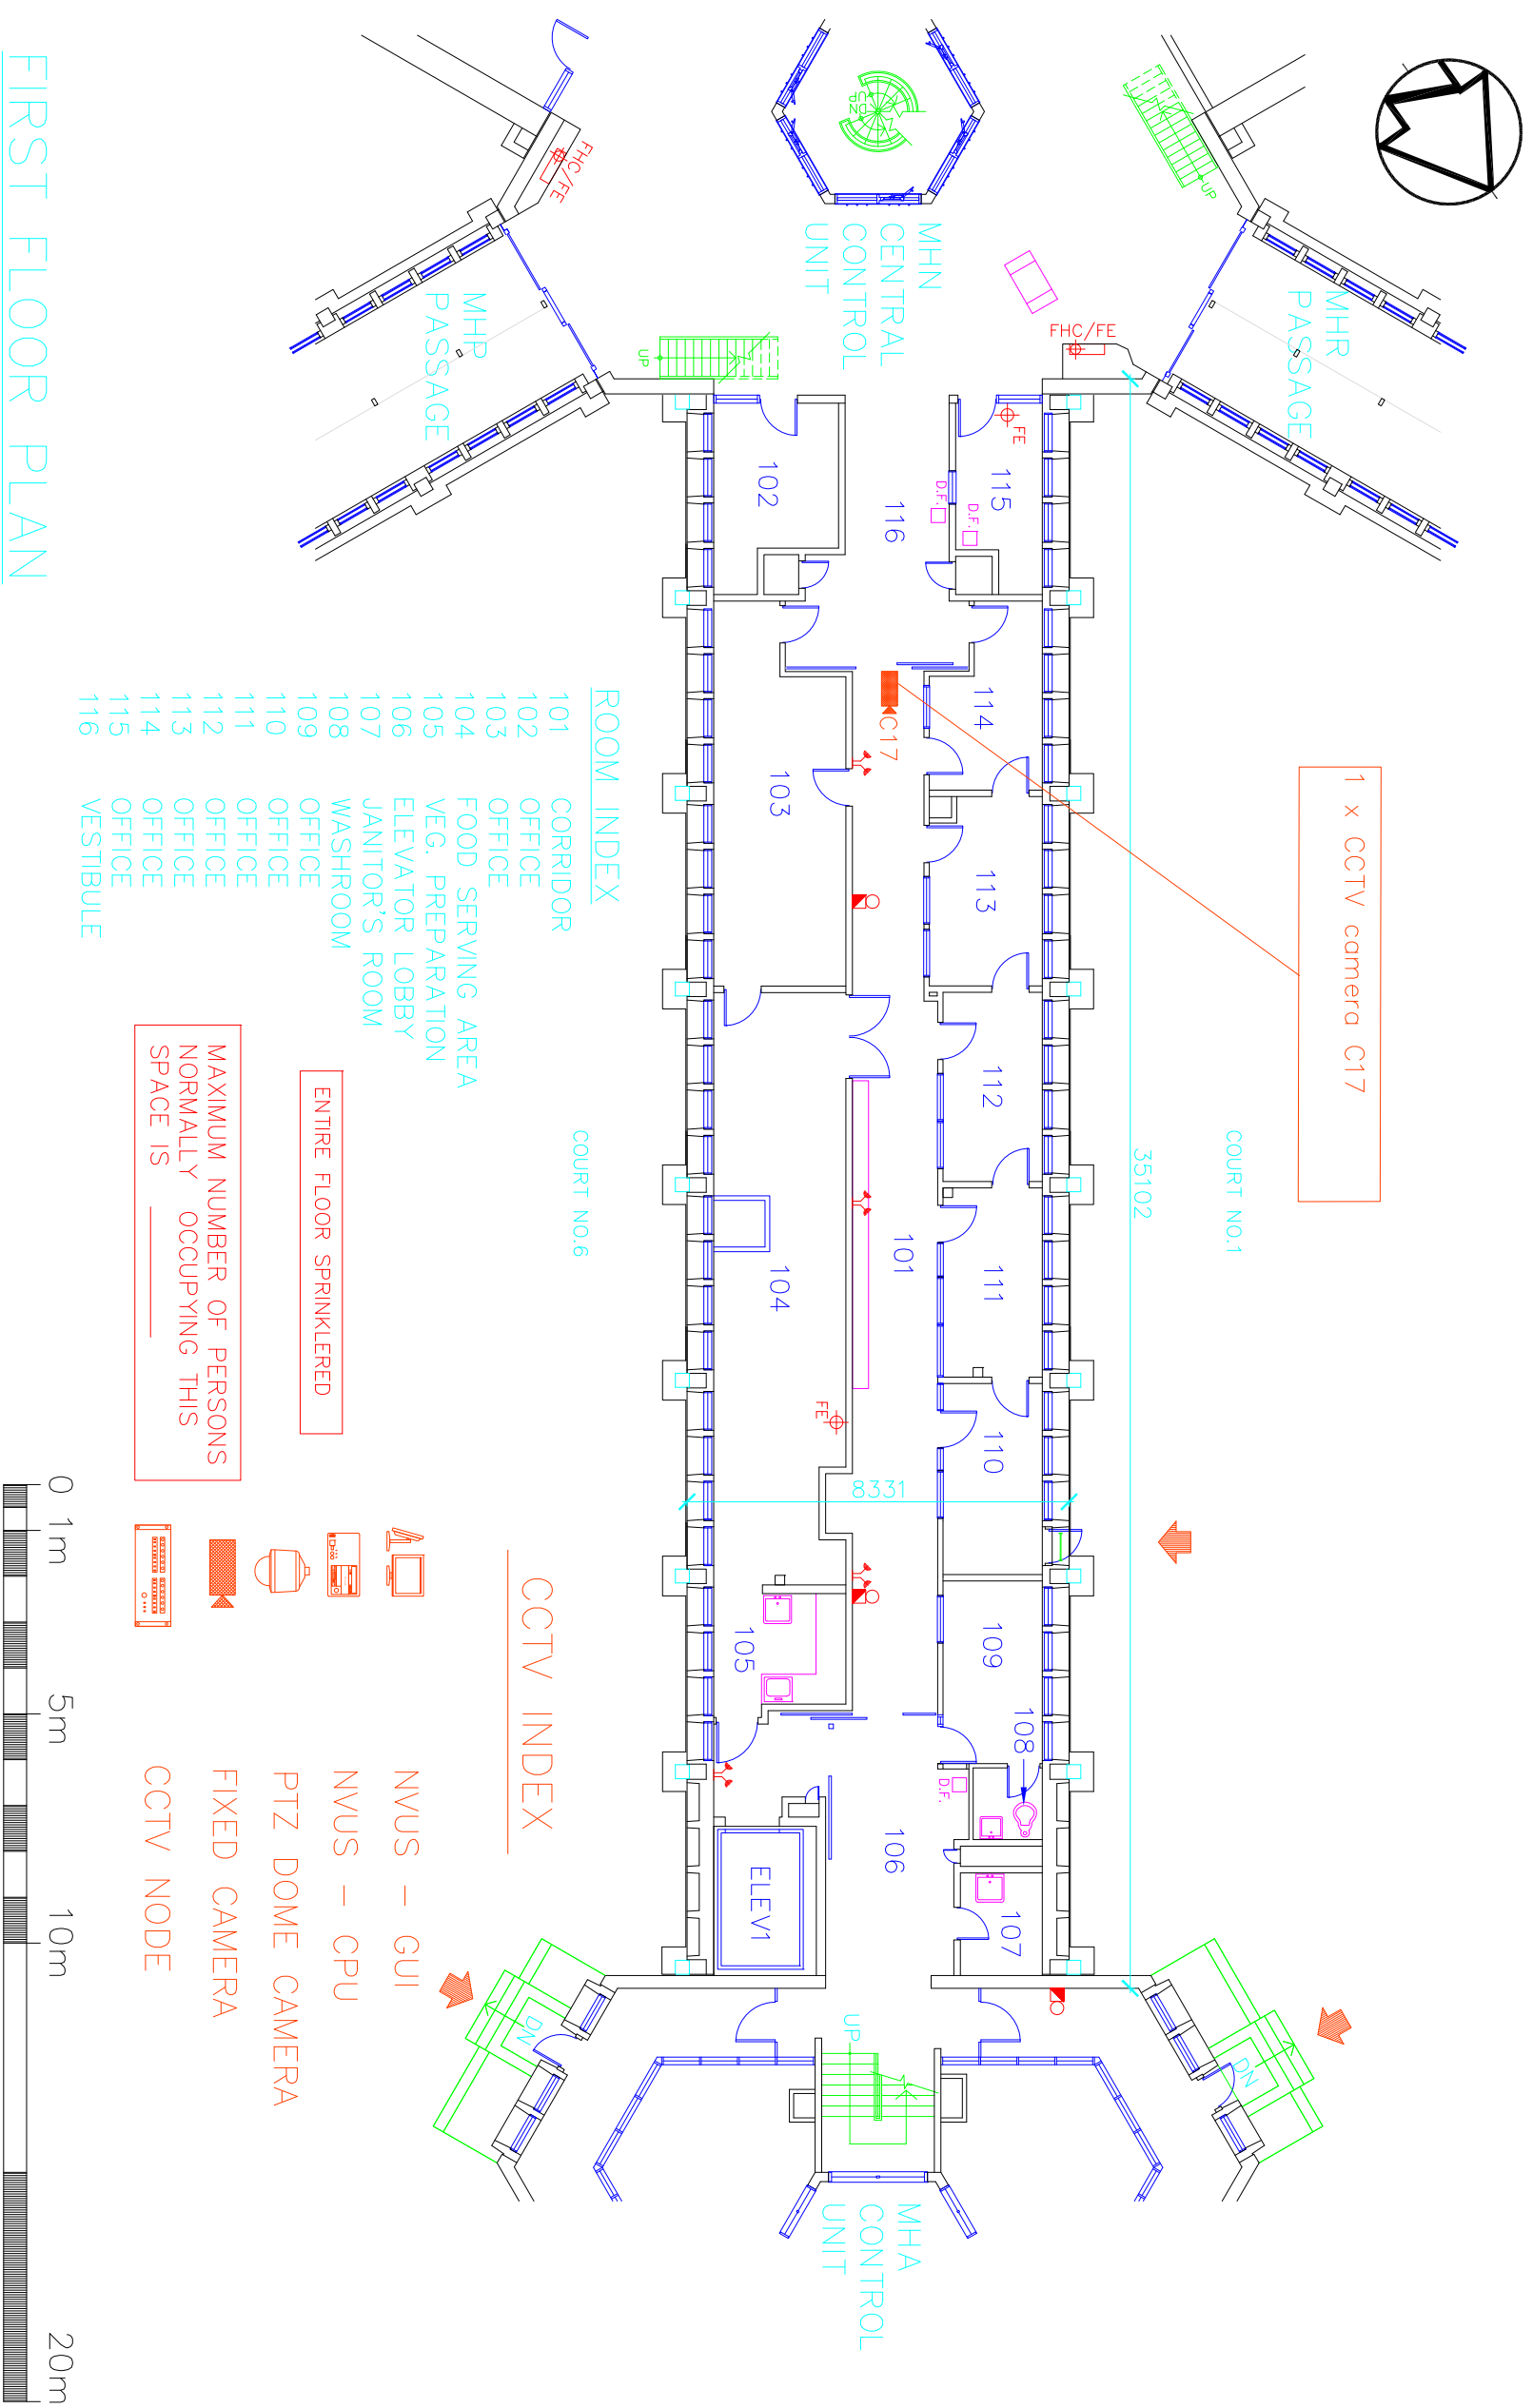 FIRST FLOOR PLAN
1 x CCTV camera C17
MHR
PASSAGE
COURT NO.1
35102
UP
FHC/FE
MHN
CENTRAL
CONTROL
UNIT
UP
DN
FHC/FE
MHP
PASSAGE
UP
FE
115
D.F.
D.F.
116
102
114
C17
113
103
112
111
101
104
110
FE
8331
109
108
105
D.F.
106
107
ELEV1
UP
DN
DN
MHA
CONTROL
UNIT
COURT NO.6
ROOM INDEX
101 CORRIDOR
102 OFFICE
103 OFFICE
104 FOOD SERVING AREA
105 VEG. PREPARATION
106 ELEVATOR LOBBY
107 JANITOR'S ROOM
108 WASHROOM
109 OFFICE
110 OFFICE
111 OFFICE
112 OFFICE
113 OFFICE
114 OFFICE
115 OFFICE
116 VESTIBULE
ENTIRE FLOOR SPRINKLERED
MAXIMUM NUMBER OF PERSONS
NORMALLY OCCUPYING THIS
SPACE IS
CCTV INDEX
NVUS - GUI
NVUS - CPU
PTZ DOME CAMERA
FIXED CAMERA
CCTV NODE
0 1m 5m 10m 20m